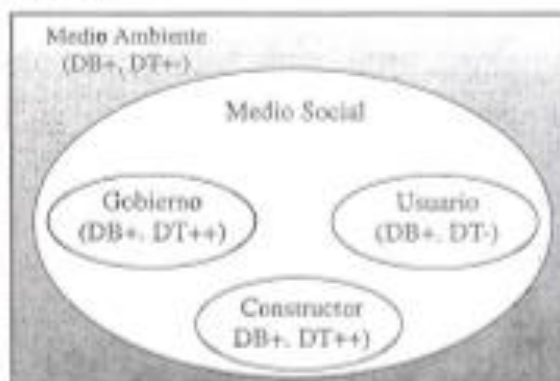 Medio Ambiente
(DB+, DT+-)
Medio Social
Gobierno
(DB+. DT++)
Usuario
(DB+. DT-)
Constructor
DB+. DT++)